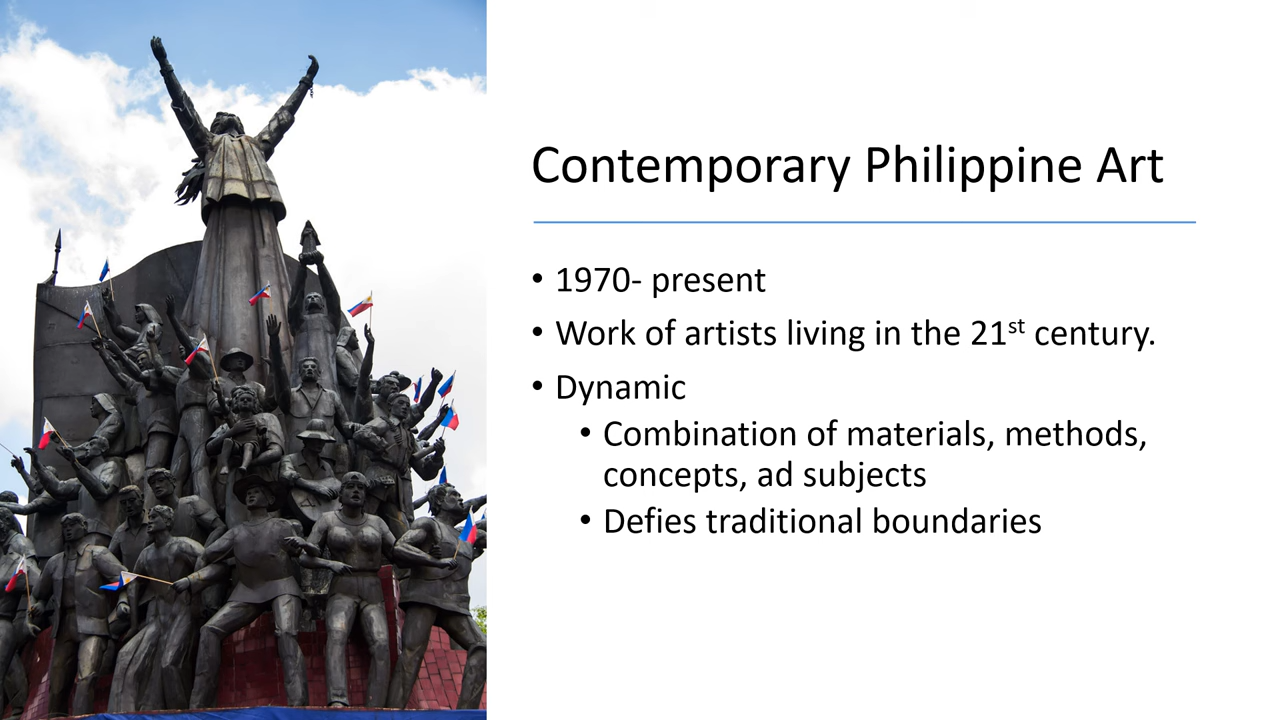 Contemporary Philippine Art
• 1970- present
• Work of artists living in the 21st century.
• Dynamic
• Combination of materials, methods,
concepts, ad subjects
• Defies traditional boundaries